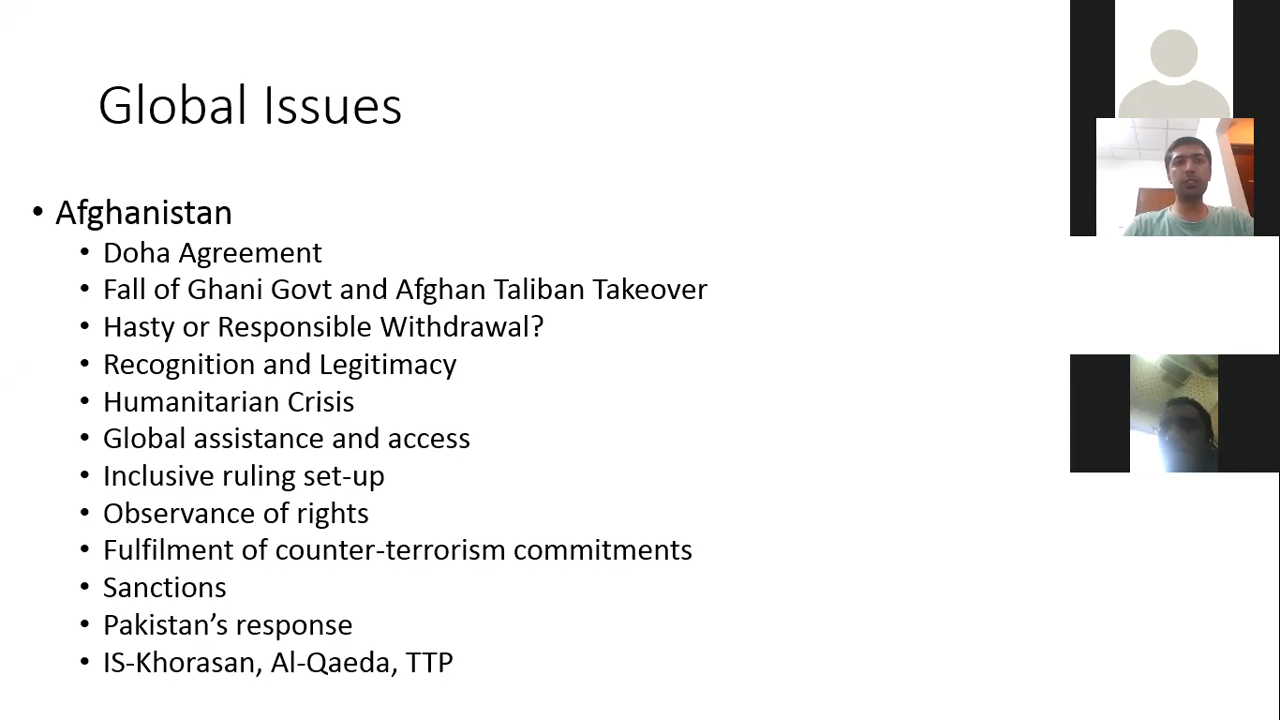 Global Issues
• Afghanistan
• Doha Agreement
• Fall of Ghani Govt and Afghan Taliban Takeover
• Hasty or Responsible Withdrawal?
• Recognition and Legitimacy
• Humanitarian Crisis
• Global assistance and access
• Inclusive ruling set-up
• Observance of rights
• Fulfilment of counter-terrorism commitments
• Sanctions
• Pakistan’s response
• IS-Khorasan, Al-Qaeda, TTP